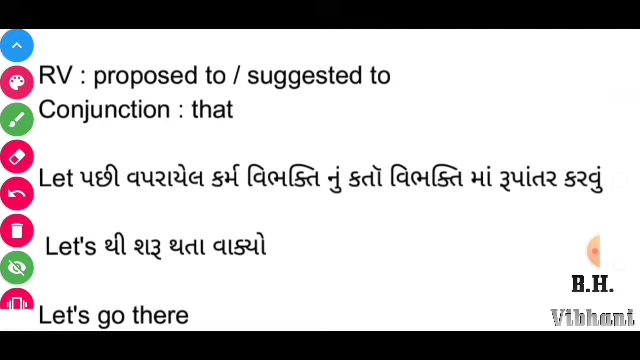 RV : proposed to / suggested to
Conjunction : that
Let પછી વપરાયેલ કર્મ વિભક્તિ નું કર્તા વિભક્તિ માં રૂપાંતર કરવું
Let's થી શરૂ થતા વાક્યો
B.H.
Vibhani
Let's go there